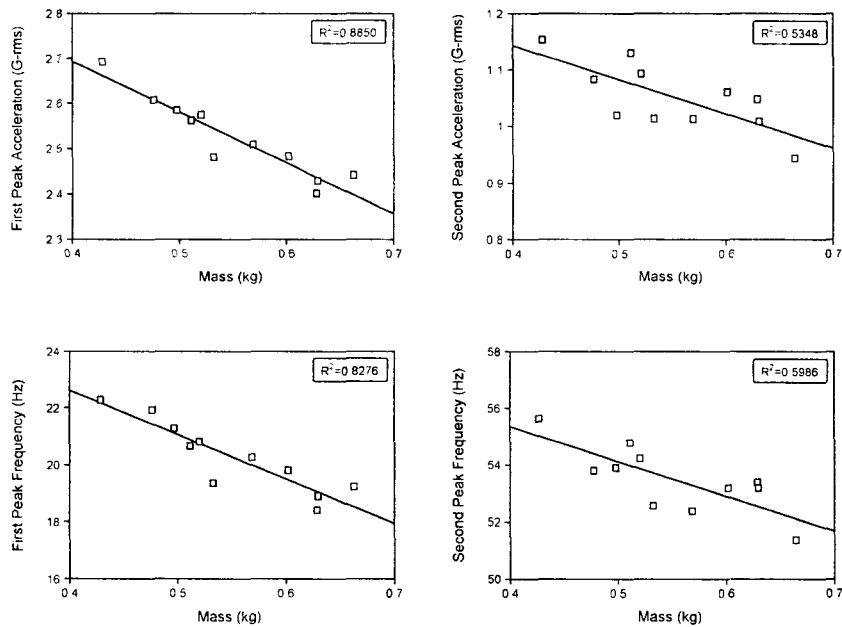 R²=0.8850
First Peak Acceleration (G-rms)
2.8
2.7
2.6
2.5
2.4
2.3
0.4 0.5 0.6 0.7
Mass (kg)
R²=0.5348
Second Peak Acceleration (G-rms)
1.2
1.1
1
0.9
0.8
0.4 0.5 0.6 0.7
Mass (kg)
R²=0.8276
First Peak Frequency (Hz)
24
22
20
18
16
0.4 0.5 0.6 0.7
Mass (kg)
R²=0.5986
Second Peak Frequency (Hz)
58
56
54
52
50
0.4 0.5 0.6 0.7
Mass (kg)